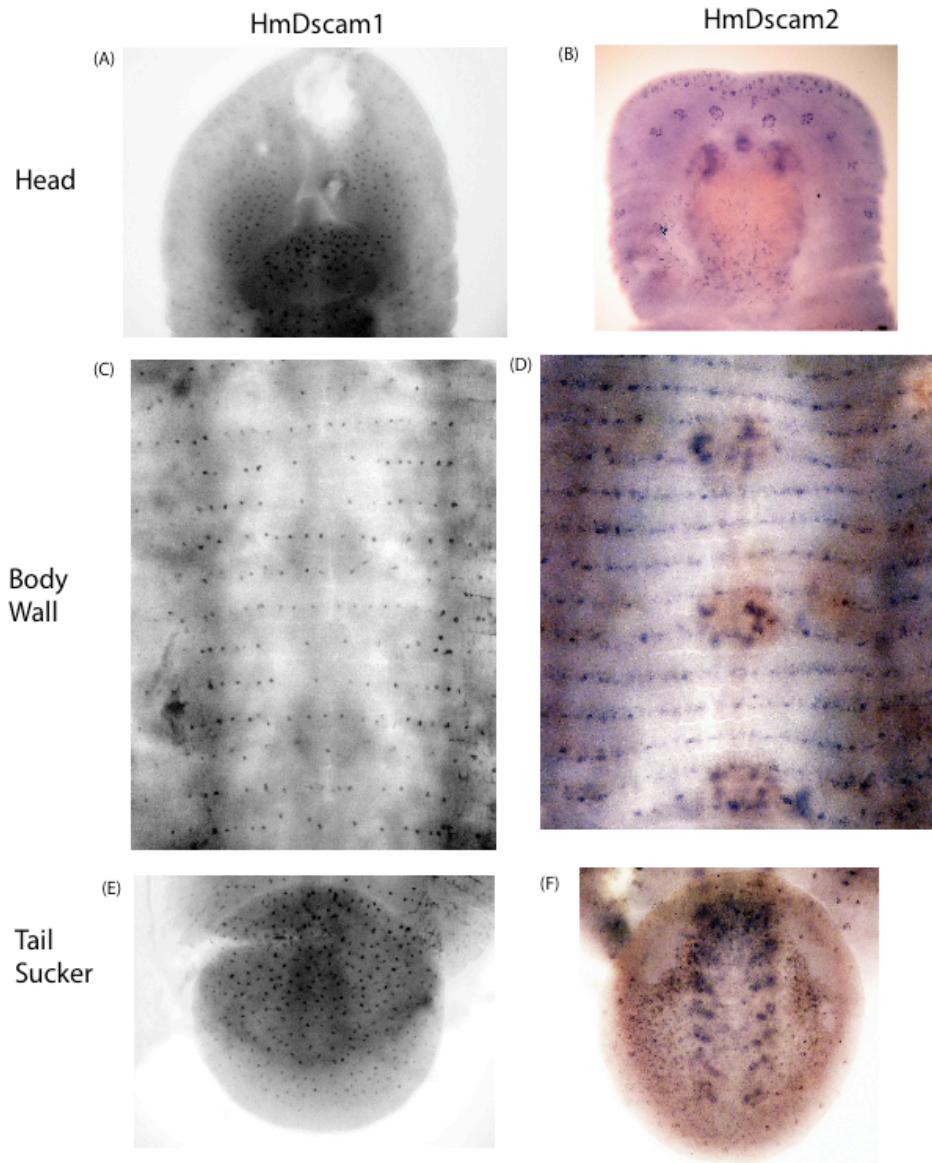 HmDscam1
HmDscam2
(A)
(B)
Head
(C)
(D)
Body
Wall
(E)
(F)
Tail
Sucker